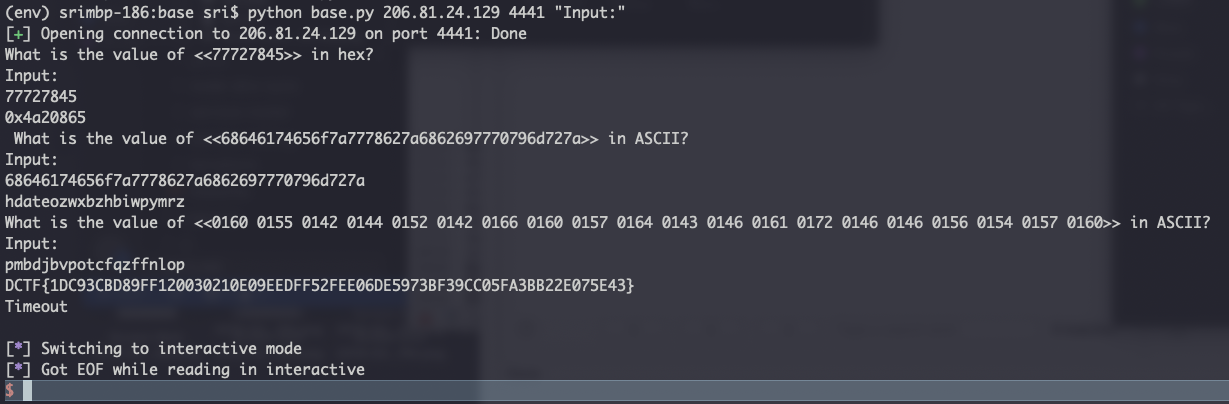 (env) srimbp-186:base sri$ python base.py 206.81.24.129 4441 "Input:"
[+] Opening connection to 206.81.24.129 on port 4441: Done
What is the value of <<77727845>> in hex?
Input:
77727845
0x4a20865
 What is the value of <<68646174656f7a7778627a6862697770796d727a>> in ASCII?
Input:
68646174656f7a7778627a6862697770796d727a
hdateozwxbzhbiwpymrz
What is the value of <<0160 0155 0142 0144 0152 0142 0166 0160 0157 0164 0143 0146 0161 0172 0146 0146 0156 0154 0157 0160>> in ASCII?
Input:
pmbdjbvpotcfqzffnlop
DCTF{1DC93CBD89FF120030210E09EEDFF52FEE06DE5973BF39CC05FA3BB22E075E43}
Timeout
[*] Switching to interactive mode
[*] Got EOF while reading in interactive
$